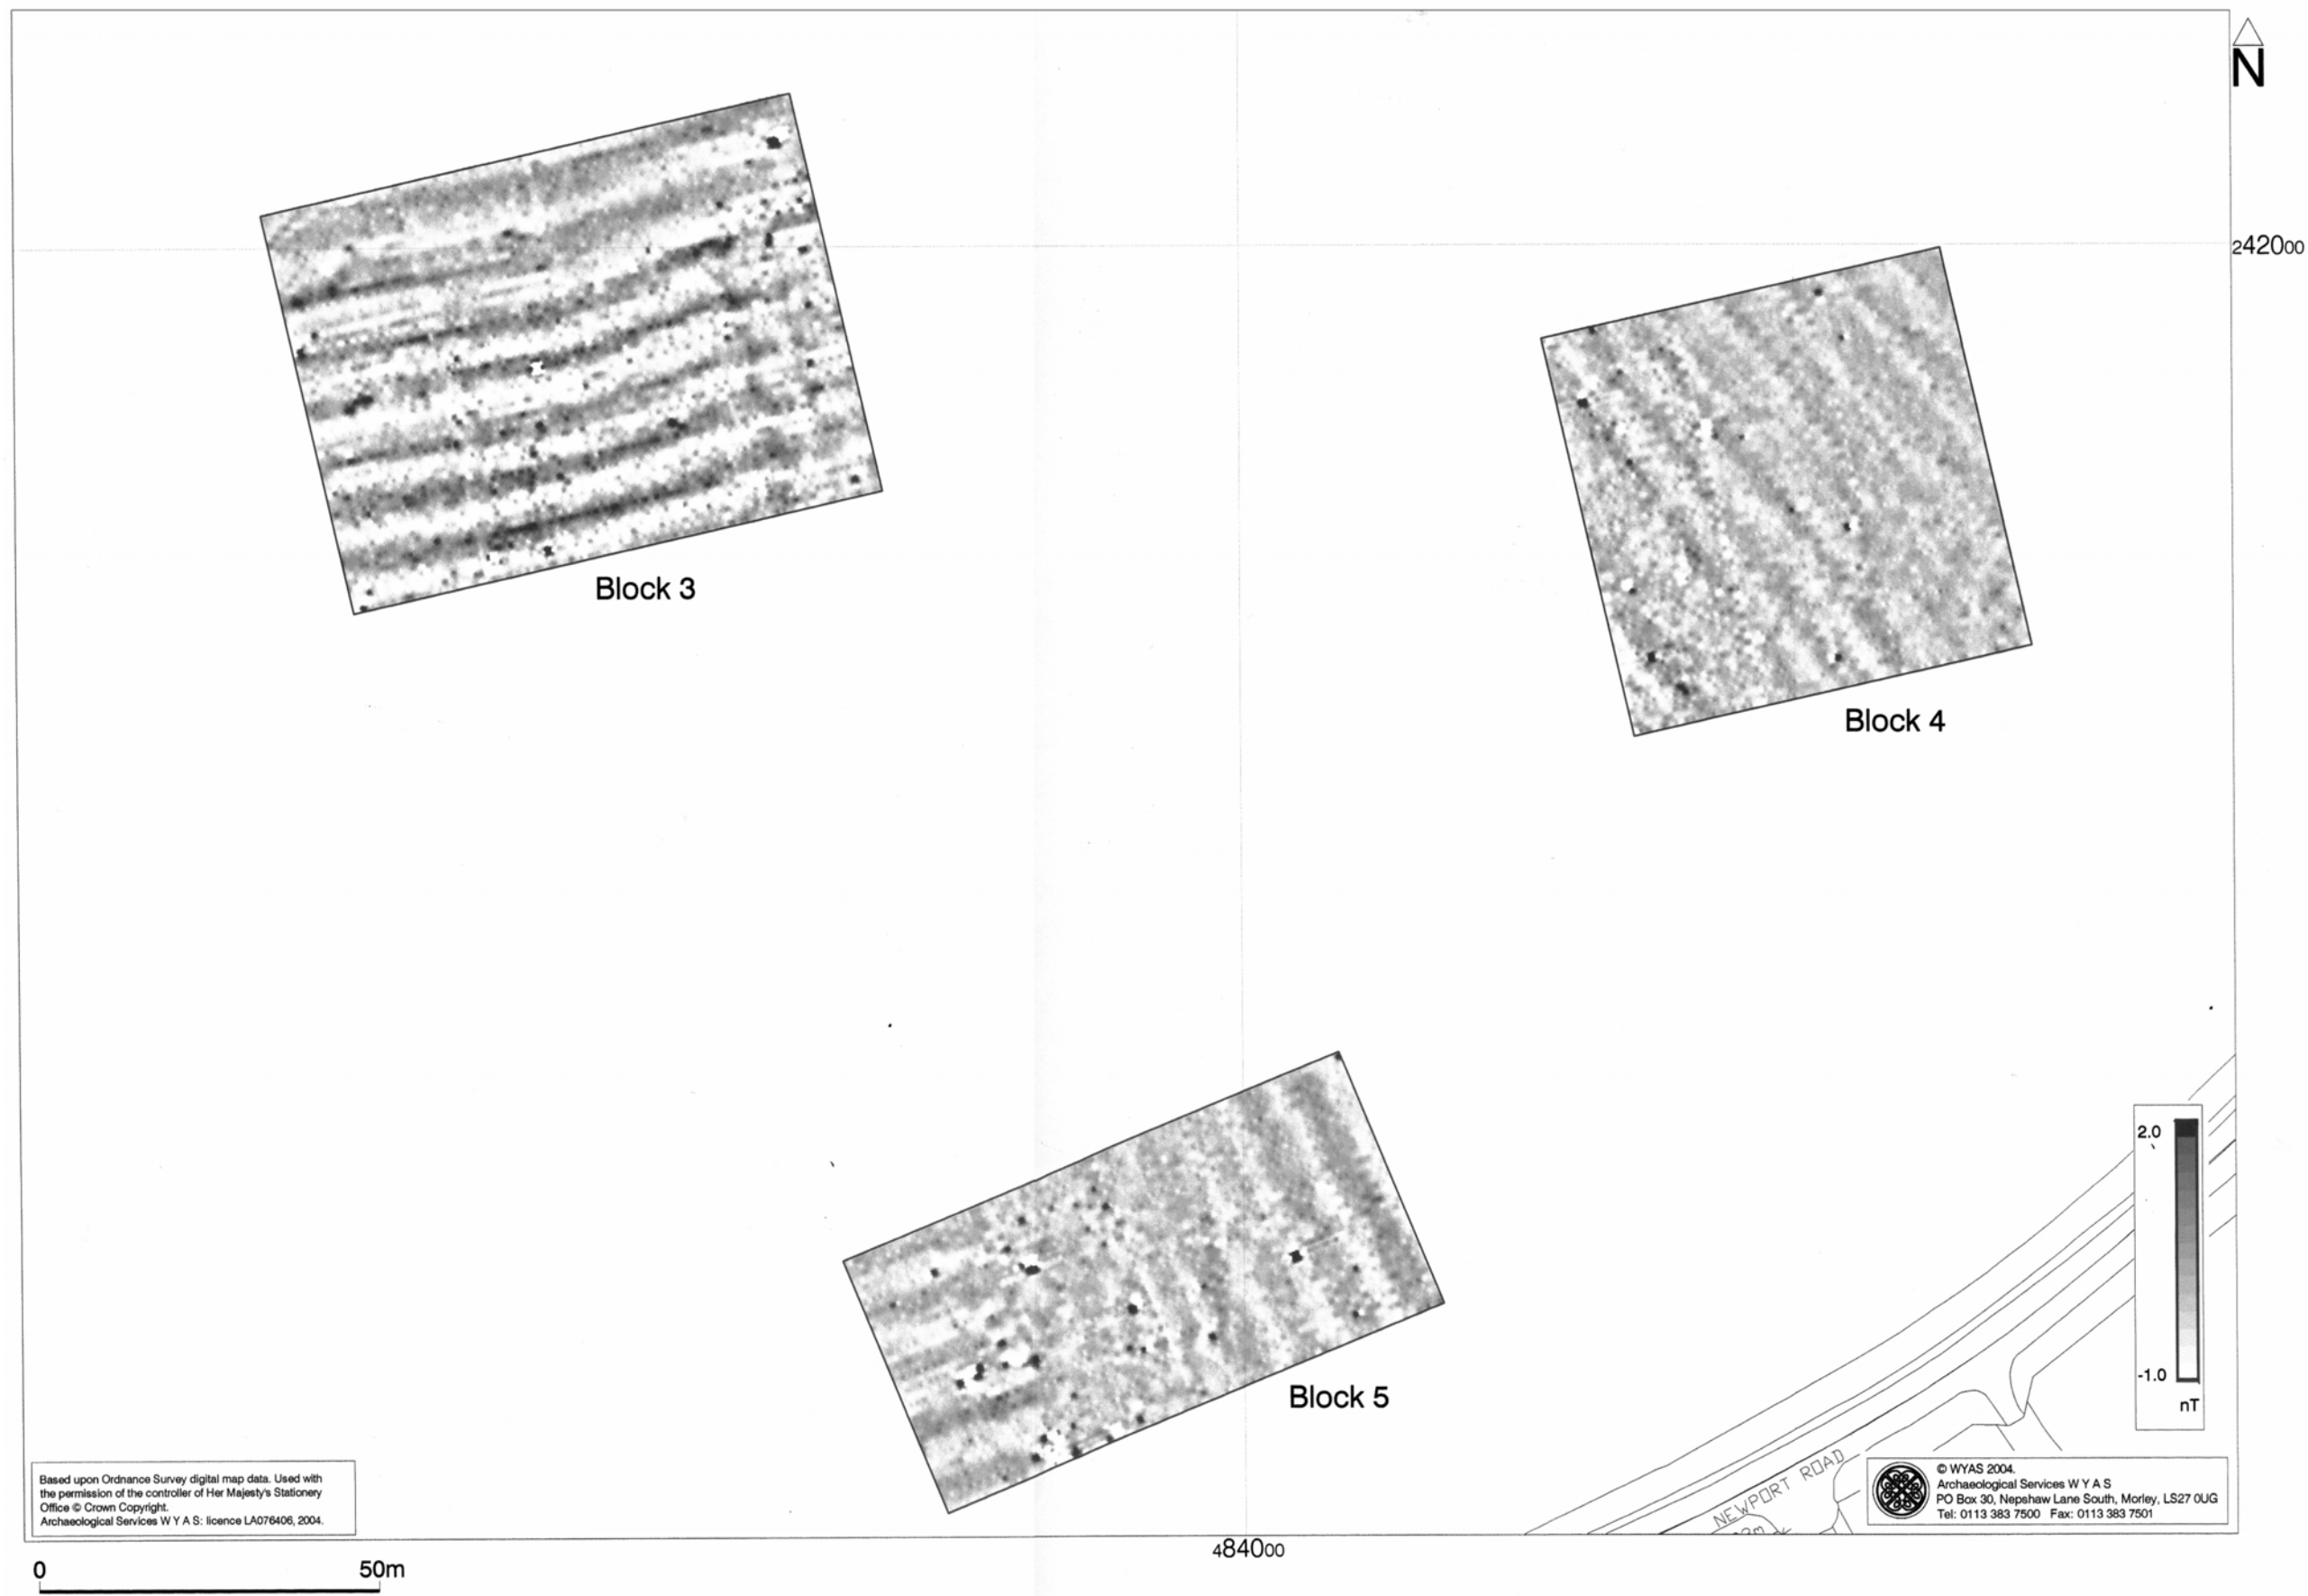 N
242000
Block 3
Block 4
Block 5
2.0
-1.0
nT
NEWPORT ROAD
Based upon Ordnance Survey digital map data. Used with
the permission of the controller of Her Majesty's Stationery
Office © Crown Copyright.
Archaeological Services W Y A S: licence LA076406, 2004.
© WYAS 2004.
Archaeological Services W Y A S
PO Box 30, Nepshaw Lane South, Morley, LS27 0UG
Tel: 0113 383 7500 Fax: 0113 383 7501
484000
0 50m